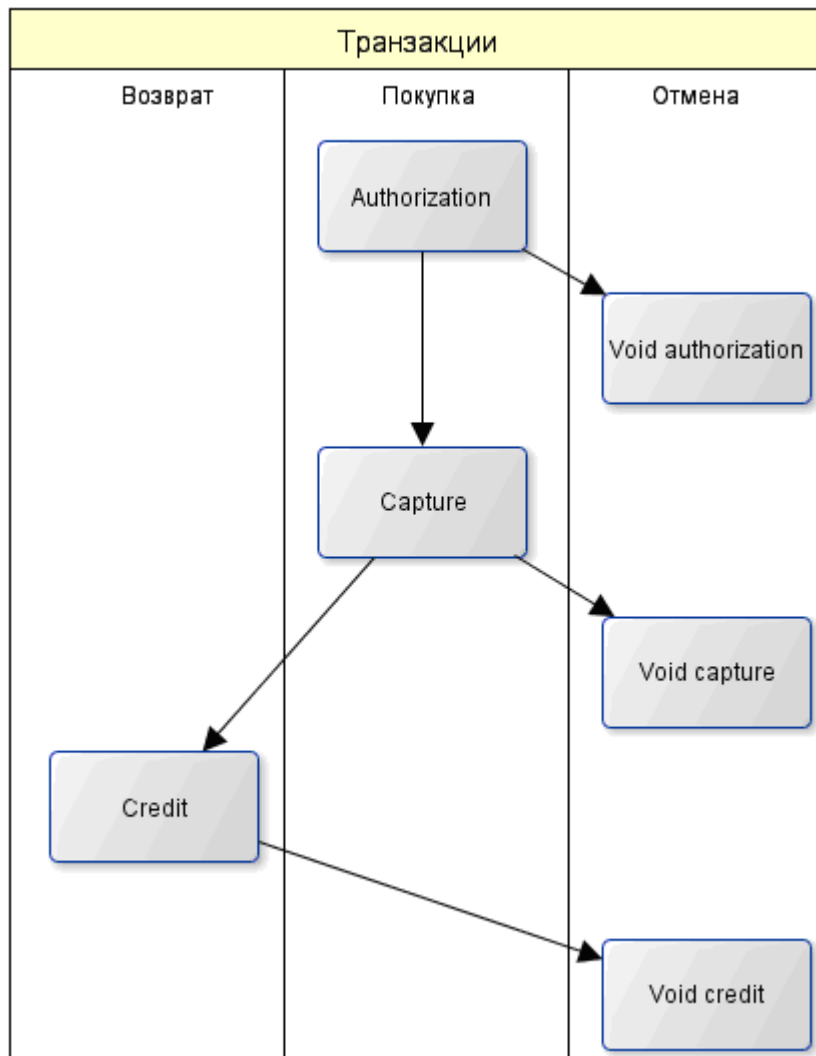 Транзакции
Возврат
Покупка
Отмена
Authorization
Void authorization
Capture
Void capture
Credit
Void credit